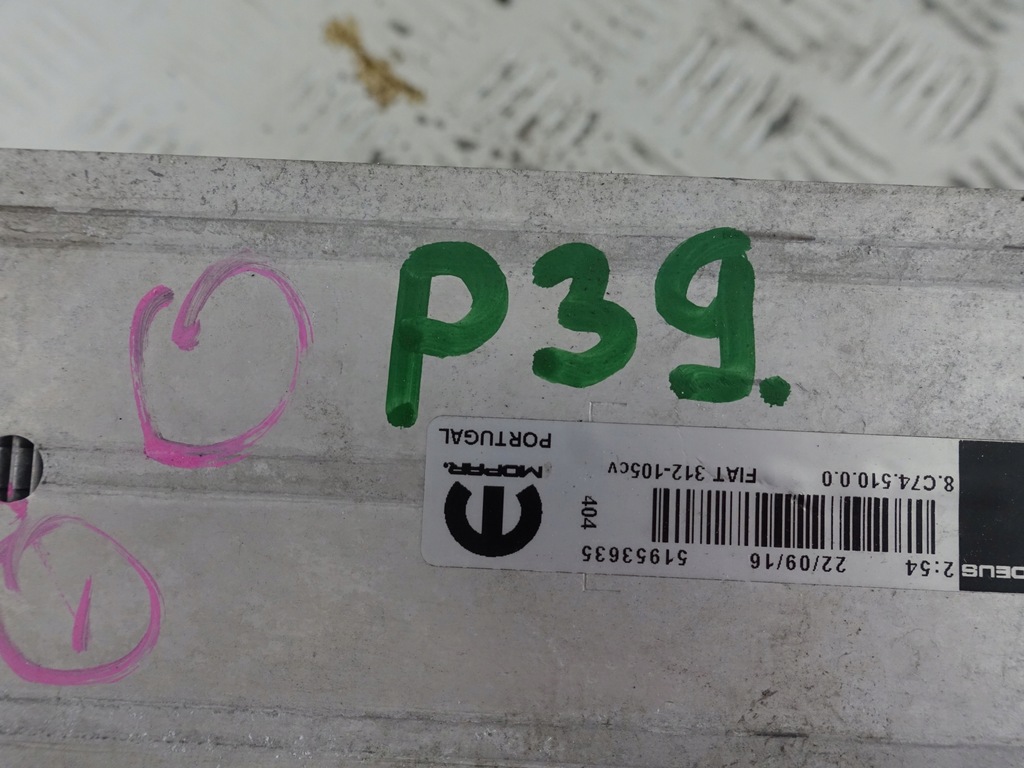 P39.
2:54 22/09/16 51953635
404
8.C74.510.0.0 FIAT 312-105cv
MOPAR.
PORTUGAL